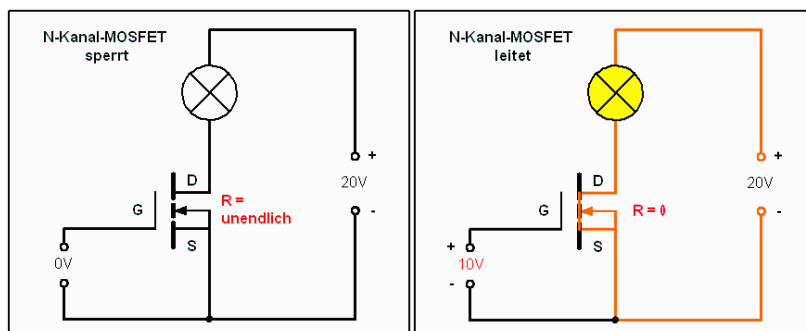 N-Kanal-MOSFET
sperrt
D
R =
unendlich
G
S
0V
+
20V
-
N-Kanal-MOSFET
leitet
D
R = 0
G
S
+
10V
-
+
20V
-